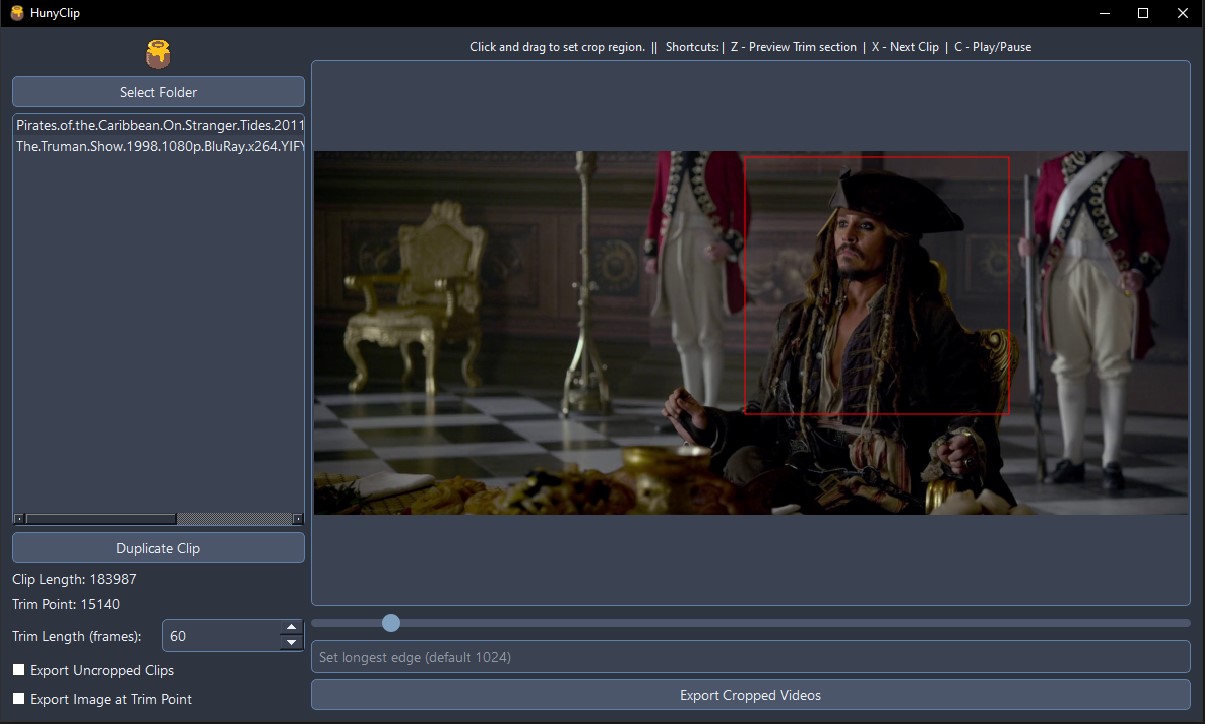 HunyClip
Click and drag to set crop region. || Shortcuts: | Z - Preview Trim section | X - Next Clip | C - Play/Pause
Select Folder
Pirates.of.the.Caribbean.On.Stranger.Tides.2011
The.Truman.Show.1998.1080p.BluRay.x264.YIFY
Duplicate Clip
Clip Length: 183987
Trim Point: 15140
Trim Length (frames): 60
Export Uncropped Clips
Export Image at Trim Point
Set longest edge (default 1024)
Export Cropped Videos